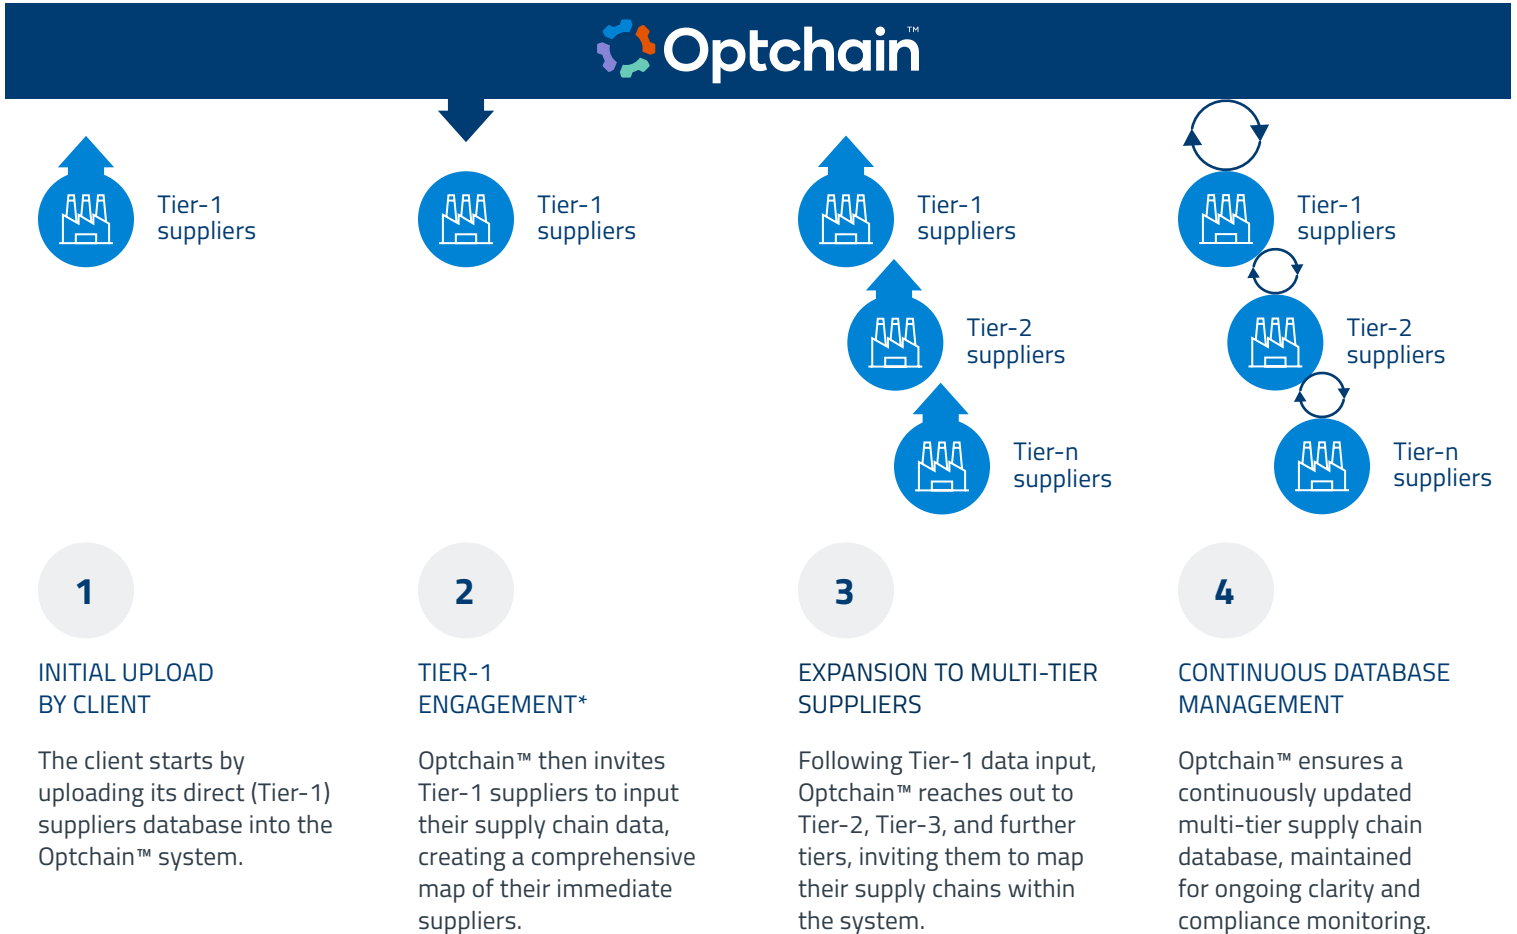 Optchain™
Tier-1
suppliers
Tier-1
suppliers
Tier-1
suppliers
Tier-2
suppliers
Tier-n
suppliers
Tier-1
suppliers
Tier-2
suppliers
Tier-n
suppliers
1
INITIAL UPLOAD
BY CLIENT
The client starts by
uploading its direct (Tier-1)
suppliers database into the
Optchain™ system.
2
TIER-1
ENGAGEMENT*
Optchain™ then invites
Tier-1 suppliers to input
their supply chain data,
creating a comprehensive
map of their immediate
suppliers.
3
EXPANSION TO MULTI-TIER
SUPPLIERS
Following Tier-1 data input,
Optchain™ reaches out to
Tier-2, Tier-3, and further
tiers, inviting them to map
their supply chains within
the system.
4
CONTINUOUS DATABASE
MANAGEMENT
Optchain™ ensures a
continuously updated
multi-tier supply chain
database, maintained
for ongoing clarity and
compliance monitoring.